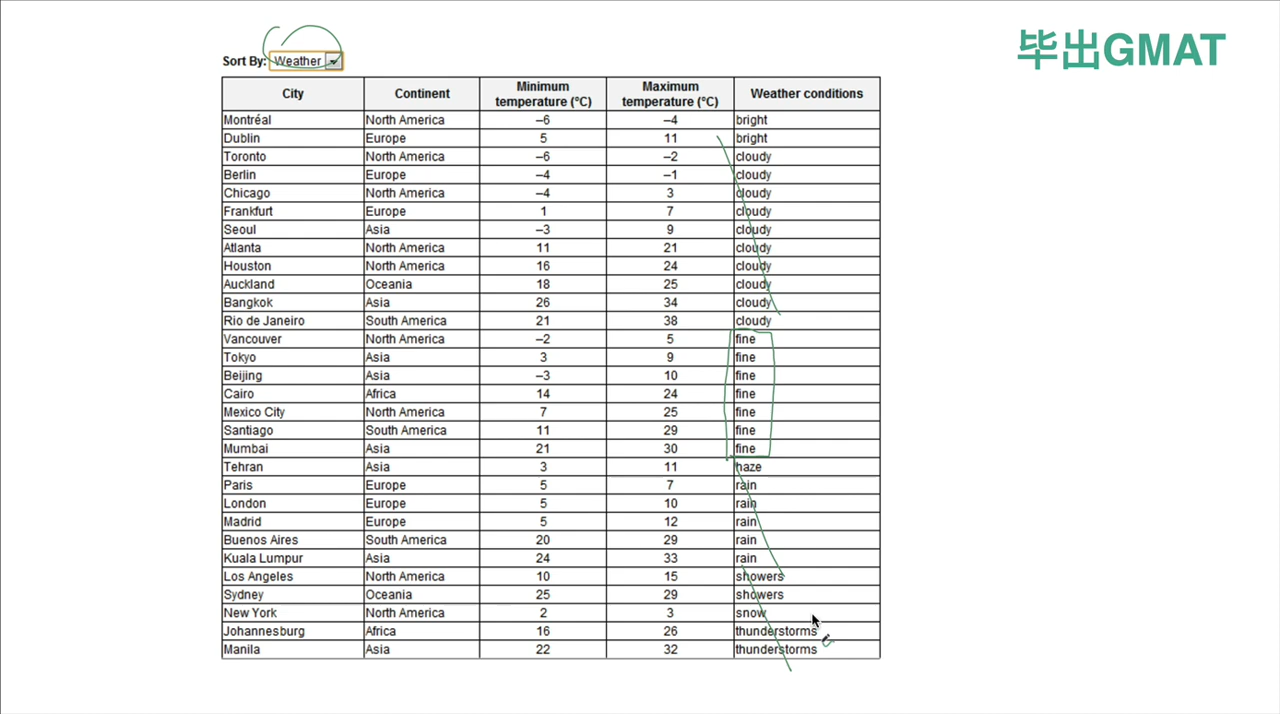 毕出GMAT
Sort By: Weather
City Continent Minimum temperature (°C) Maximum temperature (°C) Weather conditions
Montréal North America –6 –4 bright
Dublin Europe 5 11 bright
Toronto North America –6 –2 cloudy
Berlin Europe –4 –1 cloudy
Chicago North America –4 3 cloudy
Frankfurt Europe 1 7 cloudy
Seoul Asia –3 9 cloudy
Atlanta North America 11 21 cloudy
Houston North America 16 24 cloudy
Auckland Oceania 18 25 cloudy
Bangkok Asia 26 34 cloudy
Rio de Janeiro South America 21 38 cloudy
Vancouver North America –2 5 fine
Tokyo Asia 3 9 fine
Beijing Asia –3 10 fine
Cairo Africa 14 24 fine
Mexico City North America 7 25 fine
Santiago South America 11 29 fine
Mumbai Asia 21 30 fine
Tehran Asia 3 11 haze
Paris Europe 5 7 rain
London Europe 5 10 rain
Madrid Europe 5 12 rain
Buenos Aires South America 20 29 rain
Kuala Lumpur Asia 24 33 rain
Los Angeles North America 10 15 showers
Sydney Oceania 25 29 showers
New York North America 2 3 snow
Johannesburg Africa 16 26 thunderstorms
Manila Asia 22 32 thunderstorms